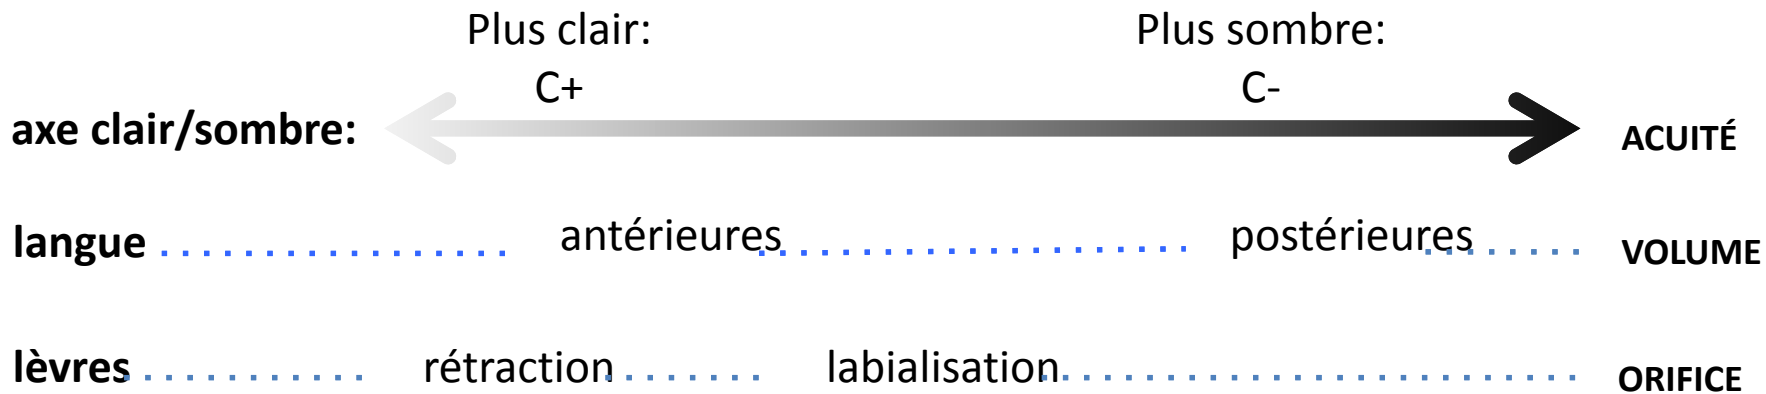 Plus clair: Plus sombre:
C+ C-
axe clair/sombre: ACUITÉ
langue antérieures postérieures VOLUME
lèvres rétraction labialisation ORIFICE